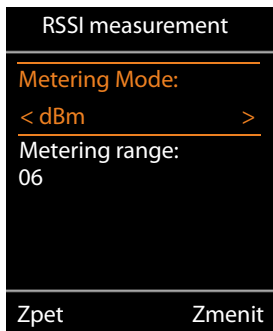 RSSI measurement
Metering Mode:
< dBm >
Metering range:
06
Zpet Zmenit